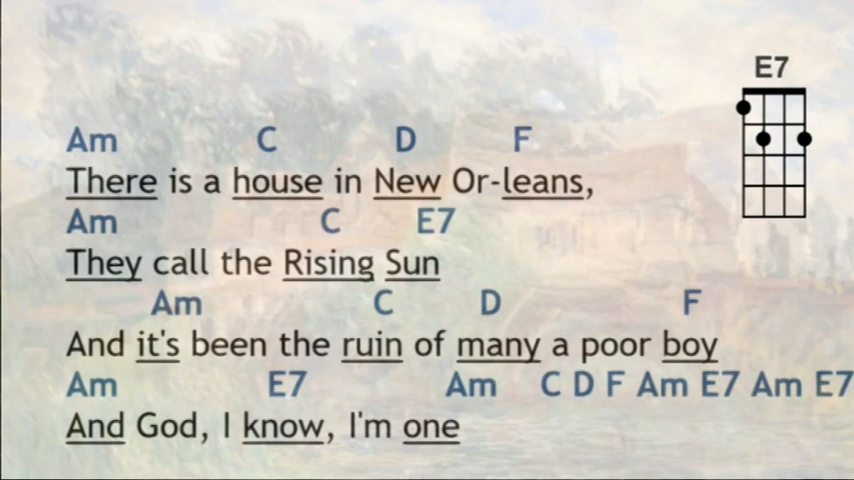 E7
Am C D F
There is a house in New Or-leans,
Am C E7
They call the Rising Sun
Am C D F
And it's been the ruin of many a poor boy
Am E7 Am C D F Am E7 Am E7
And God, I know, I'm one